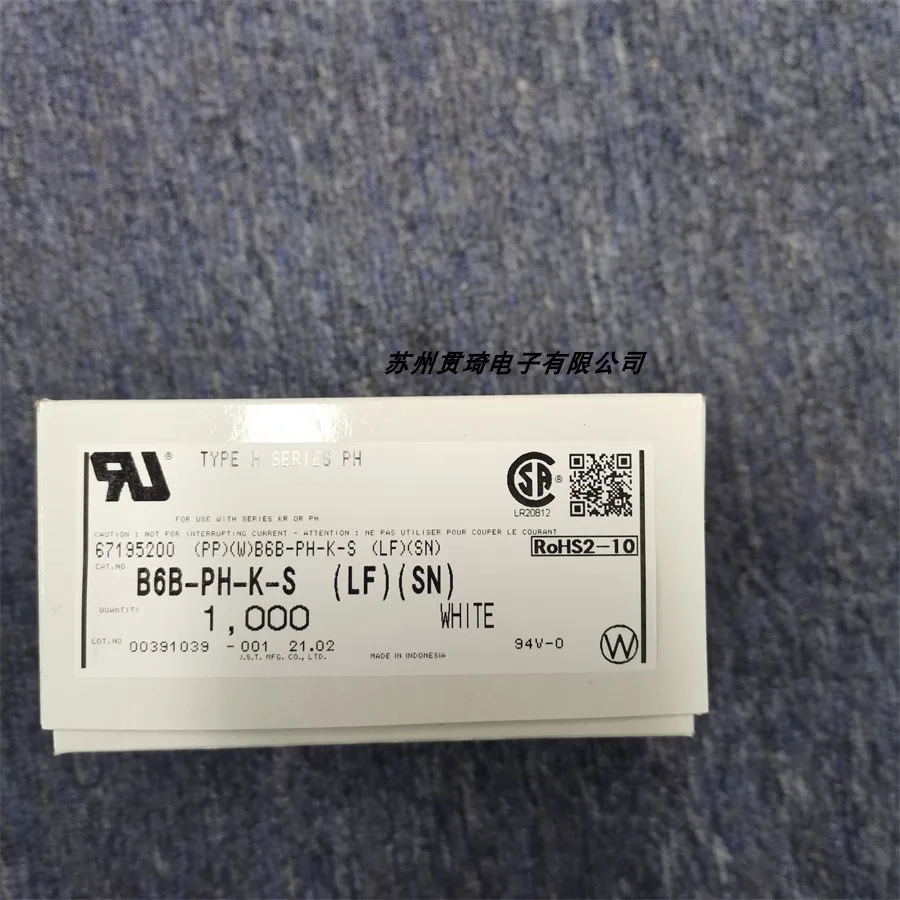 苏州贯琦电子有限公司
RU ®
TYPE H SERIES PH
SA ®
LR20812
FOR USE WITH SERIES KR OR PH
CAUTION : NOT FOR INTERRUPTING CURRENT - ATTENTION : NE PAS UTILISER POUR COUPER LE COURANT
67195200 (PP)(W)B6B-PH-K-S (LF)(SN)
RoHS2-10
CAT.NO
B6B-PH-K-S (LF)(SN)
QUANTITY
1,000 WHITE
LOT.NO
00391039 -001 21.02 94V-0 W
J.S.T. MFG. CO., LTD. MADE IN INDONESIA